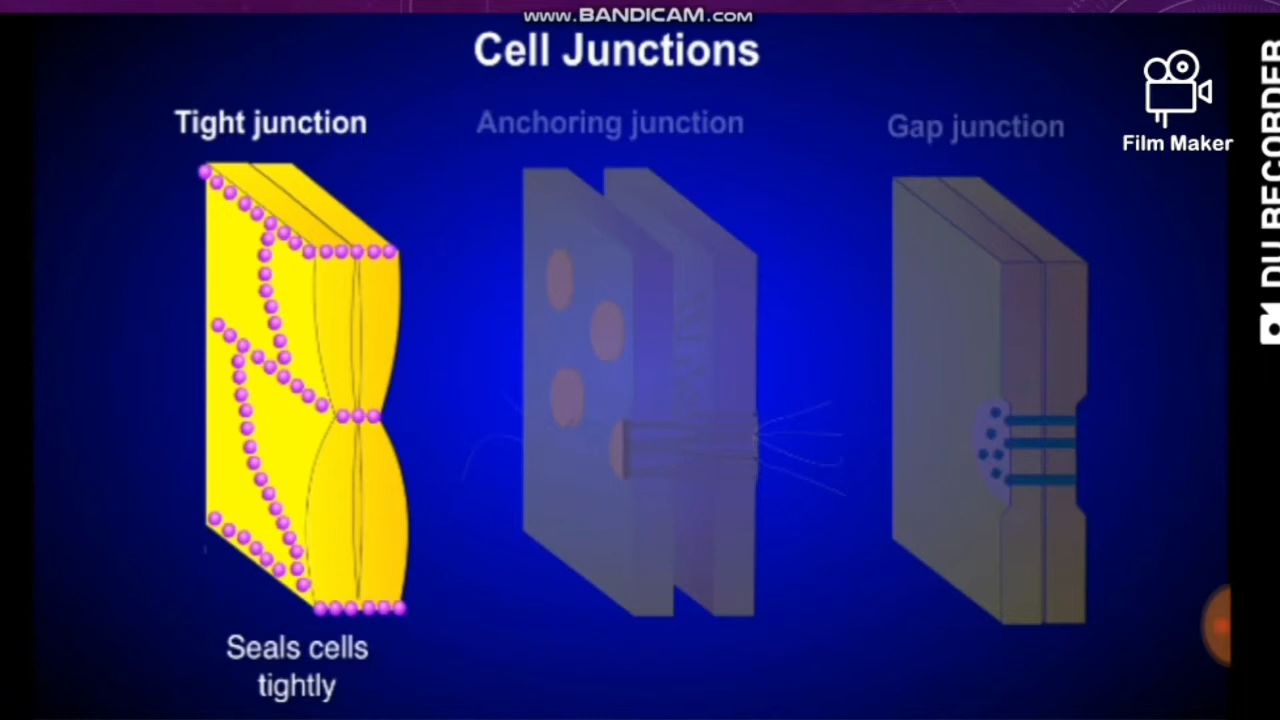 www.BANDICAM.com
Cell Junctions
Tight junction
Anchoring junction
Gap junction
Film Maker
DU RECORDER
Seals cells
tightly